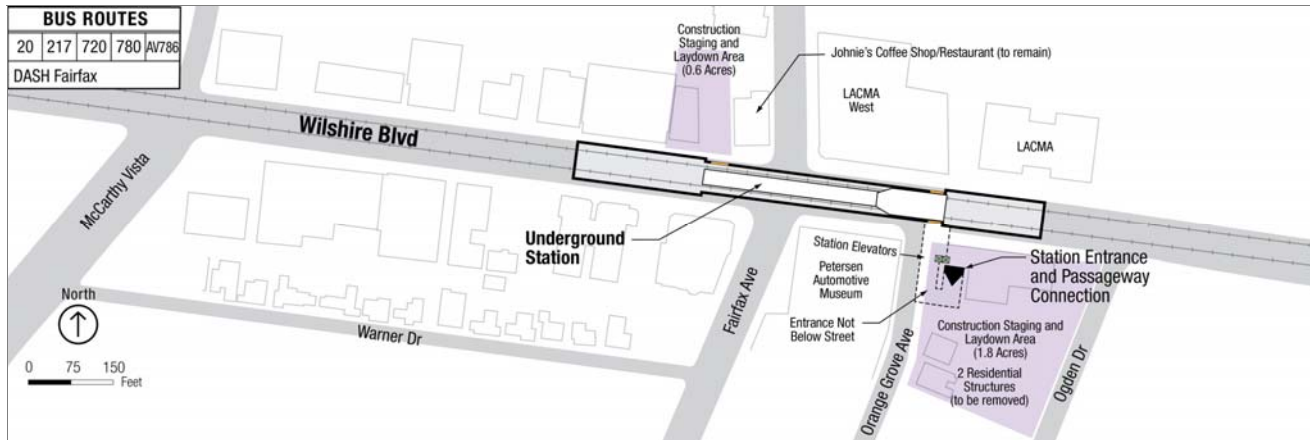 BUS ROUTES
20 217 720 780 AV786
DASH Fairfax
Construction
Staging and
Laydown Area
(0.6 Acres)
Johnie's Coffee Shop/Restaurant (to remain)
LACMA
West
LACMA
Wilshire Blvd
McCarthy Vista
Underground
Station
Station Elevators
Petersen
Automotive
Museum
Entrance Not
Below Street
Station Entrance
and Passageway
Connection
Fairfax Ave
Construction Staging and
Laydown Area
(1.8 Acres)
2 Residential
Structures
(to be removed)
Orange Grove Ave
Ogden Dr
Warner Dr
North
0 75 150
Feet